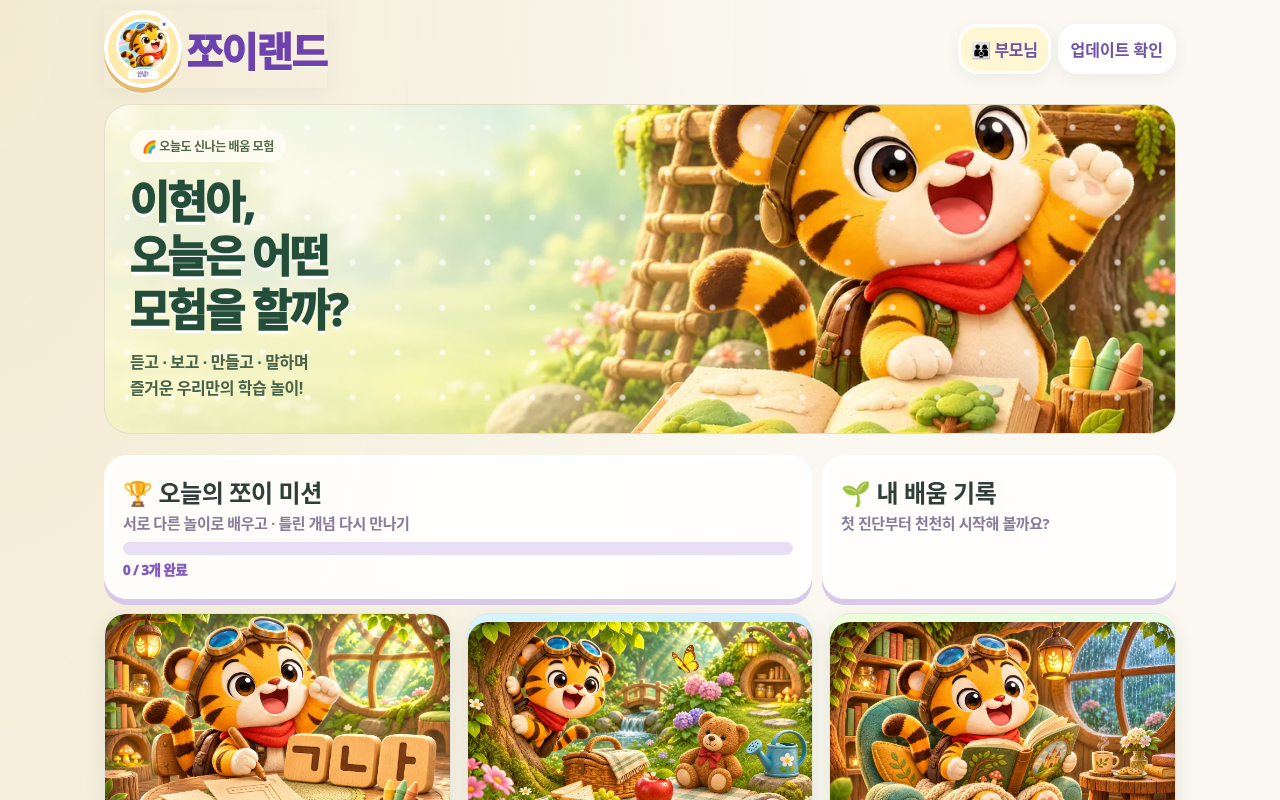 안녕!
쪼이랜드
부모님
업데이트 확인
오늘도 신나는 배움 모험
이현아,
오늘은 어떤
모험을 할까?
듣고 · 보고 · 만들고 · 말하며
즐거운 우리만의 학습 놀이!
오늘의 쪼이 미션
서로 다른 놀이로 배우고 · 틀린 개념 다시 만나기
0 / 3개 완료
내 배움 기록
첫 진단부터 천천히 시작해 볼까요?
ㄱㄴㅏ